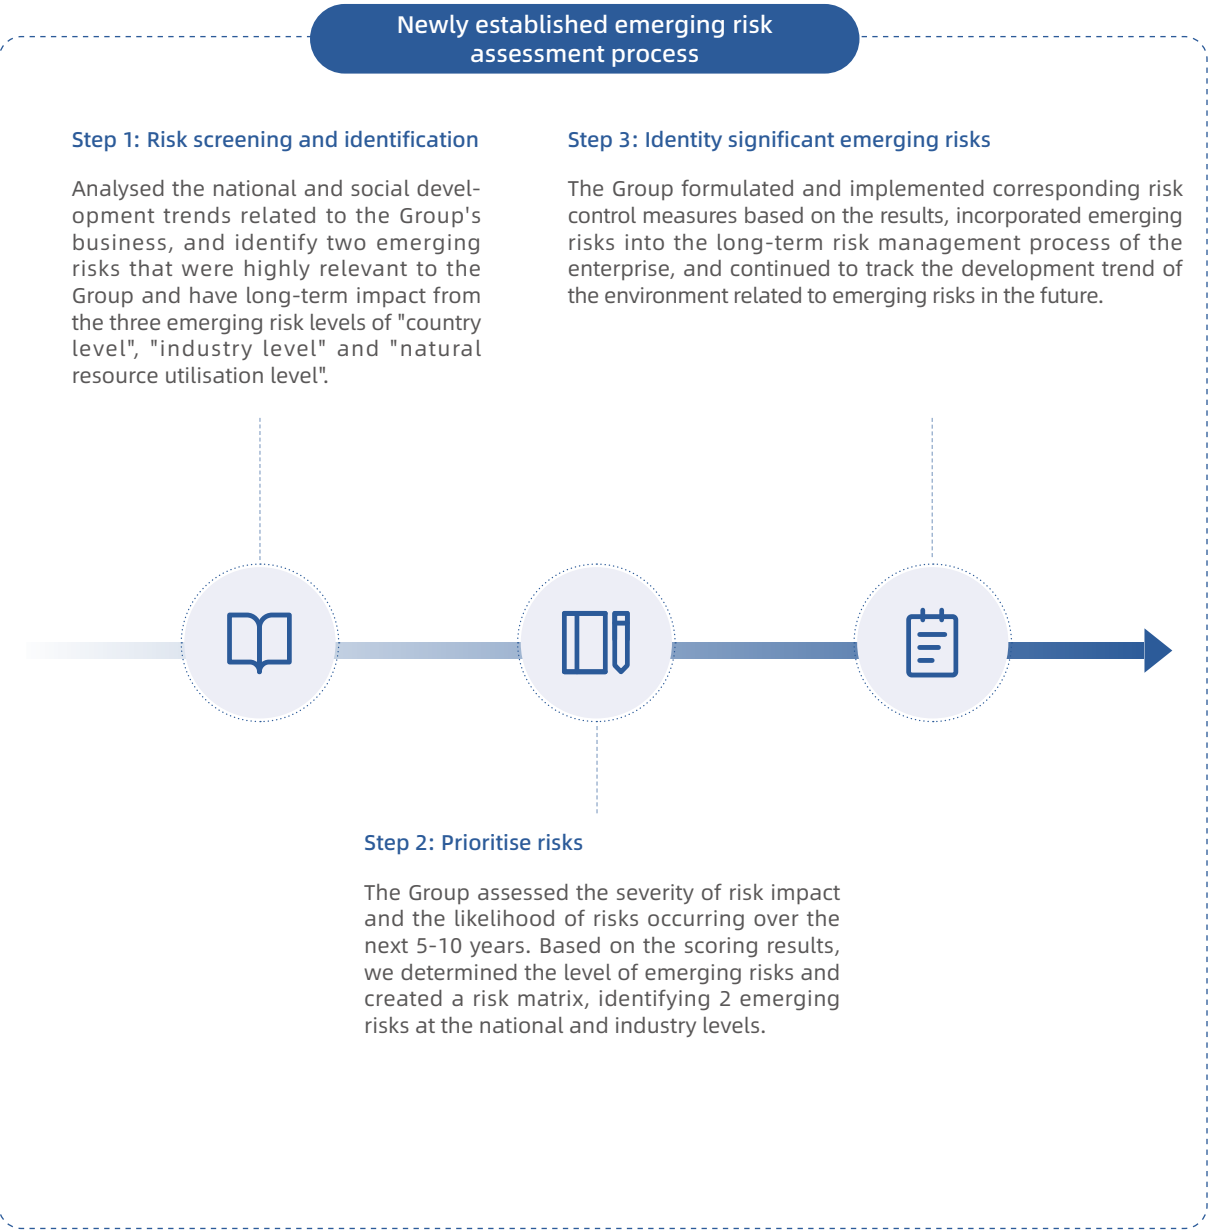 Newly established emerging risk
assessment process
Step 1: Risk screening and identification
Analysed the national and social devel-
opment trends related to the Group's
business, and identify two emerging
risks that were highly relevant to the
Group and have long-term impact from
the three emerging risk levels of "country
level", "industry level" and "natural
resource utilisation level".
Step 3: Identity significant emerging risks
The Group formulated and implemented corresponding risk
control measures based on the results, incorporated emerging
risks into the long-term risk management process of the
enterprise, and continued to track the development trend of
the environment related to emerging risks in the future.
Step 2: Prioritise risks
The Group assessed the severity of risk impact
and the likelihood of risks occurring over the
next 5-10 years. Based on the scoring results,
we determined the level of emerging risks and
created a risk matrix, identifying 2 emerging
risks at the national and industry levels.